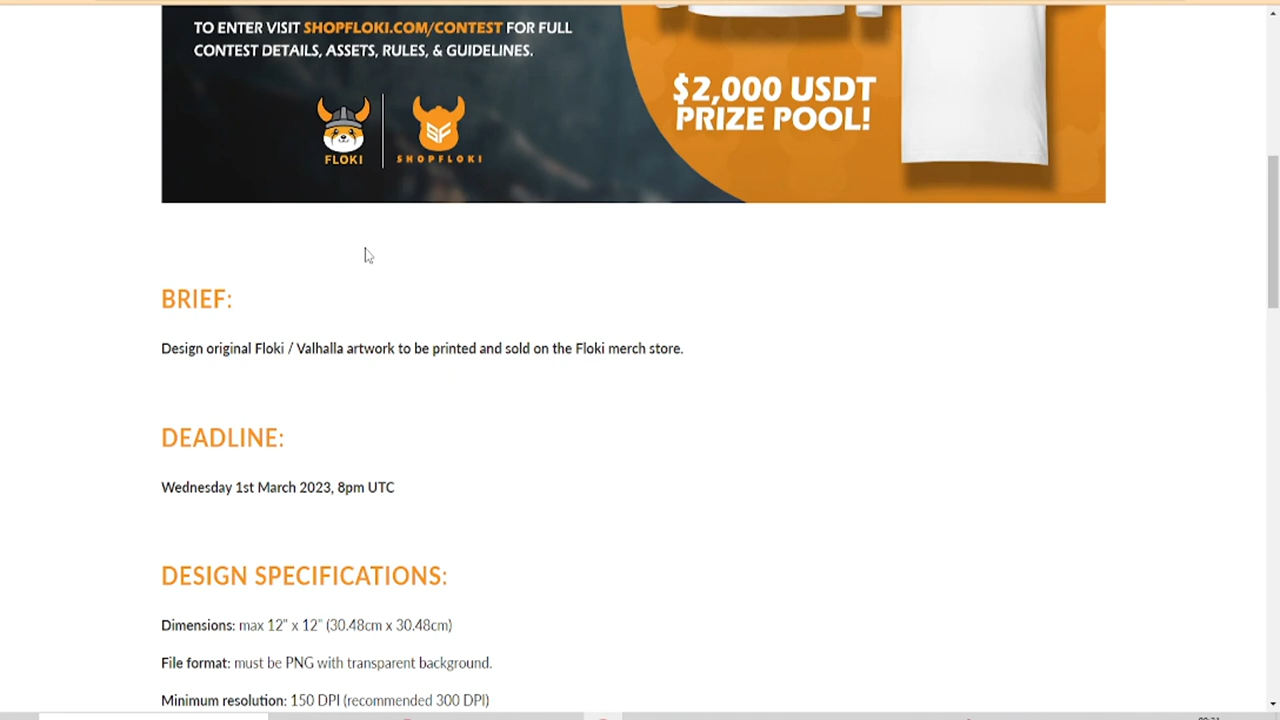 TO ENTER VISIT SHOPFLOKI.COM/CONTEST FOR FULL
CONTEST DETAILS, ASSETS, RULES, & GUIDELINES.
$2,000 USDT
PRIZE POOL!
FLOKI
SF
SHOPFLOKI
BRIEF:
Design original Floki / Valhalla artwork to be printed and sold on the Floki merch store.
DEADLINE:
Wednesday 1st March 2023, 8pm UTC
DESIGN SPECIFICATIONS:
Dimensions: max 12" x 12" (30.48cm x 30.48cm)
File format: must be PNG with transparent background.
Minimum resolution: 150 DPI (recommended 300 DPI)